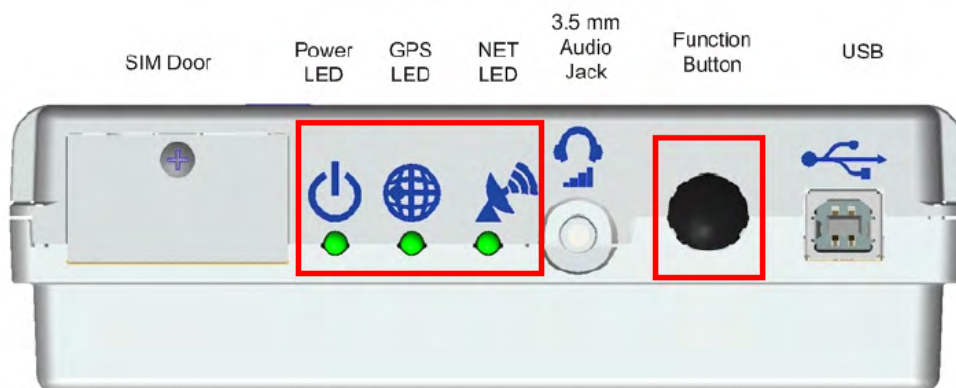 SIM Door
Power
LED
GPS
LED
NET
LED
3.5 mm
Audio
Jack
Function
Button
USB